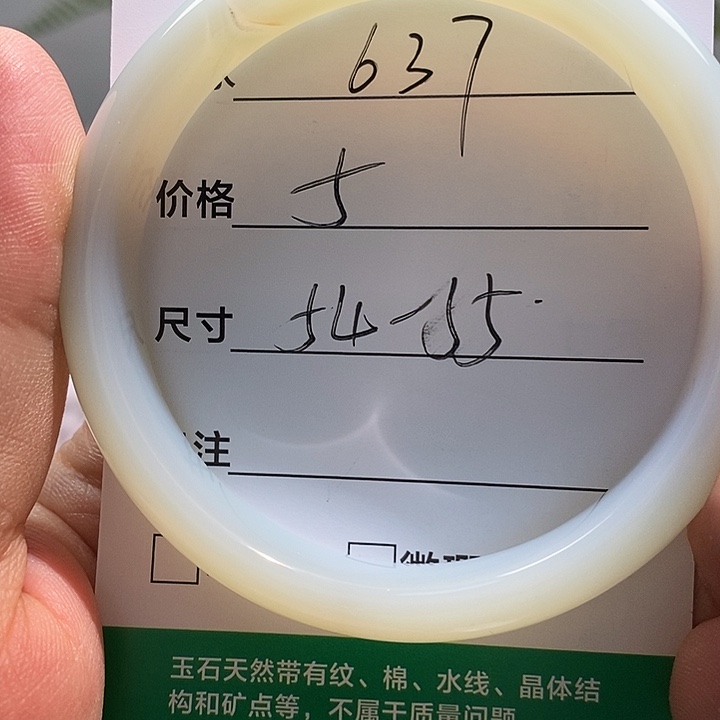 637
价格 5
尺寸 54-55
注
玉石天然带有纹、棉、水线、晶体结
构和矿点等，不属于质量问题